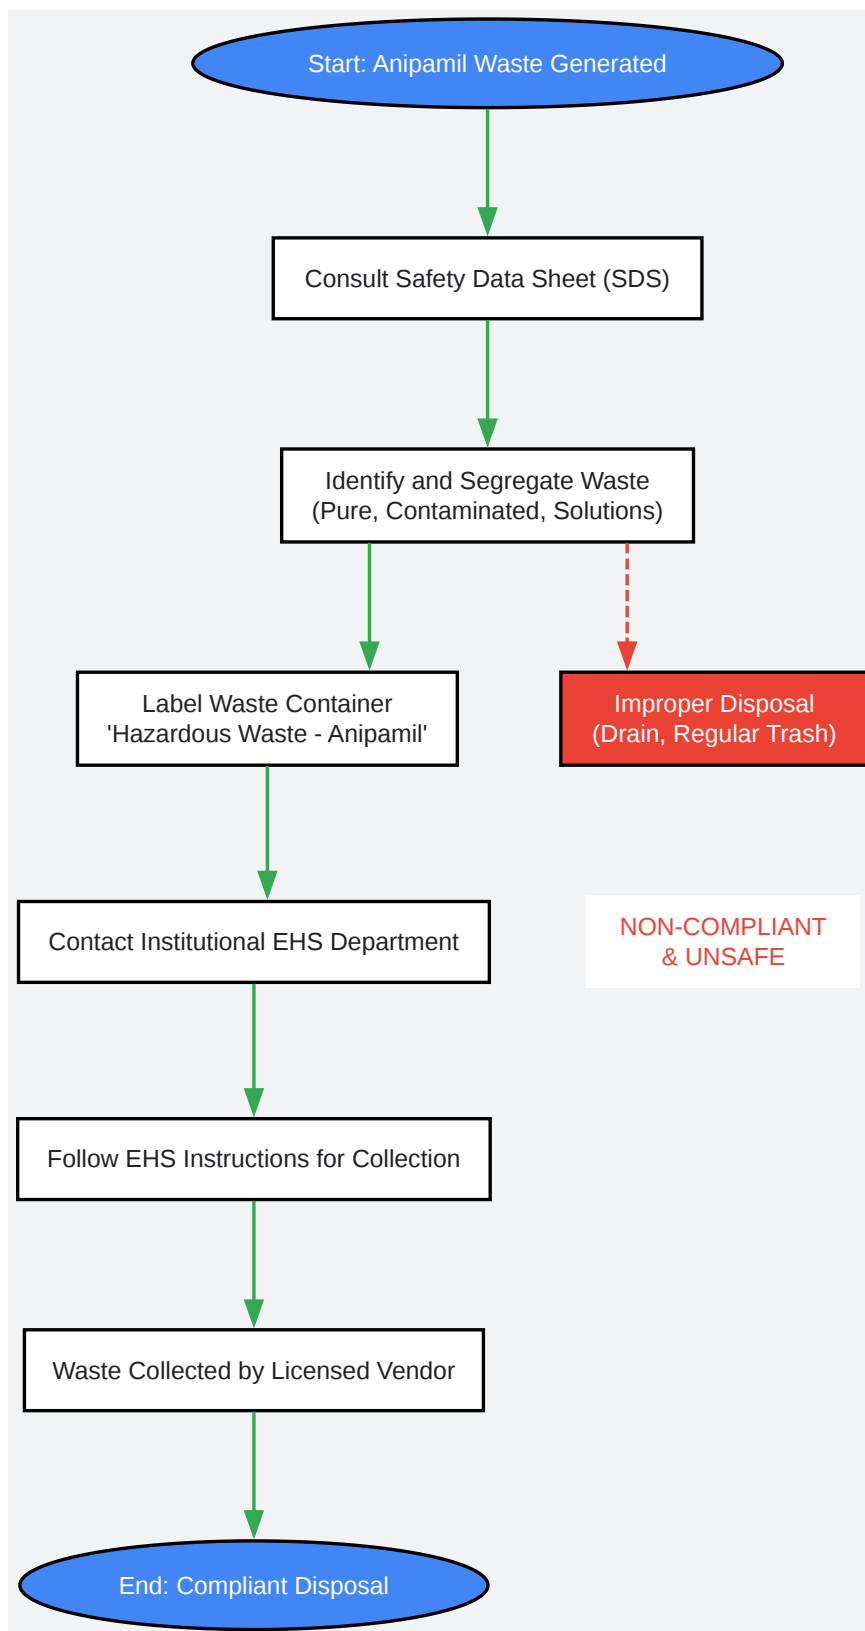 Start: Anipamil Waste Generated
Consult Safety Data Sheet (SDS)
Identify and Segregate Waste
(Pure, Contaminated, Solutions)
Label Waste Container
'Hazardous Waste - Anipamil'
Improper Disposal
(Drain, Regular Trash)
Contact Institutional EHS Department
NON-COMPLIANT
& UNSAFE
Follow EHS Instructions for Collection
Waste Collected by Licensed Vendor
End: Compliant Disposal